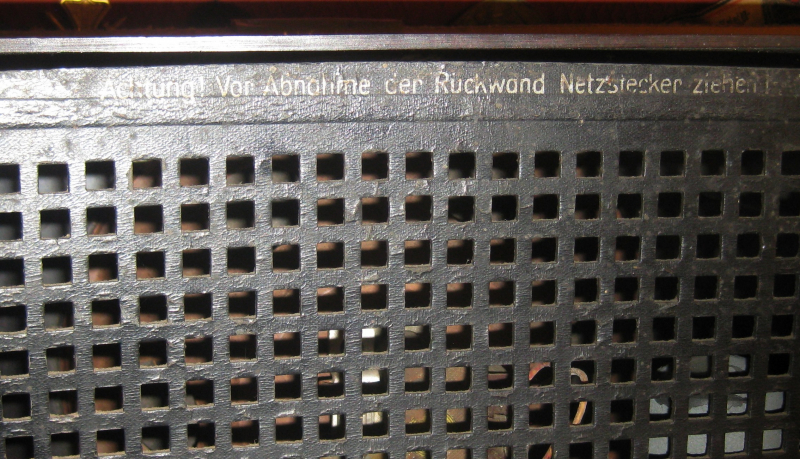 Achtung! Vor Abnahme der Rückwand Netzstecker ziehen!